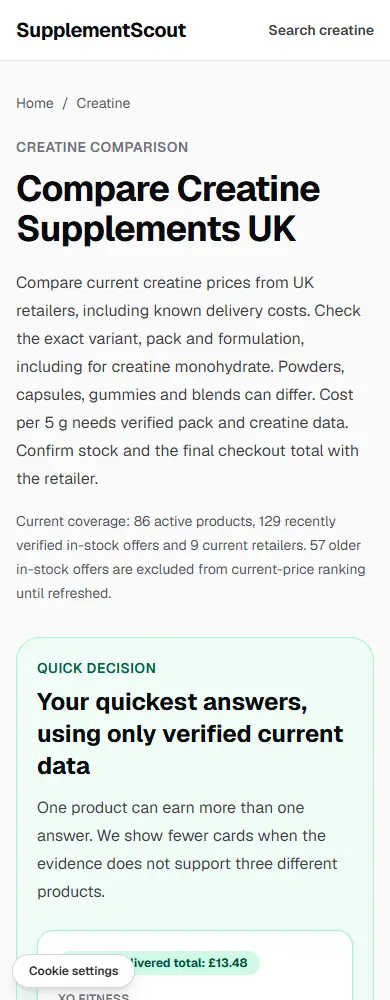 SupplementScout
Search creatine
Home / Creatine
CREATINE COMPARISON
Compare Creatine
Supplements UK
Compare current creatine prices from UK
retailers, including known delivery costs. Check
the exact variant, pack and formulation,
including for creatine monohydrate. Powders,
capsules, gummies and blends can differ. Cost
per 5 g needs verified pack and creatine data.
Confirm stock and the final checkout total with
the retailer.
Current coverage: 86 active products, 129 recently
verified in-stock offers and 9 current retailers. 57 older
in-stock offers are excluded from current-price ranking
until refreshed.
QUICK DECISION
Your quickest answers,
using only verified current
data
One product can earn more than one
answer. We show fewer cards when the
evidence does not support three different
products.
total: £13.48
Cookie settings
XO FITNESS